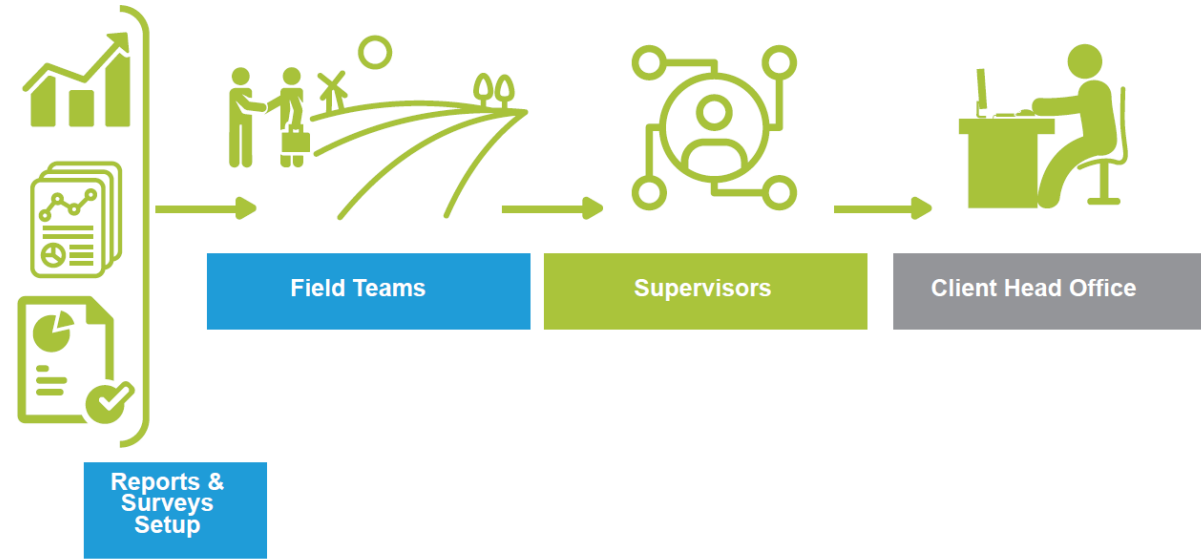 Field Teams
Supervisors
Client Head Office
Reports &
Surveys
Setup